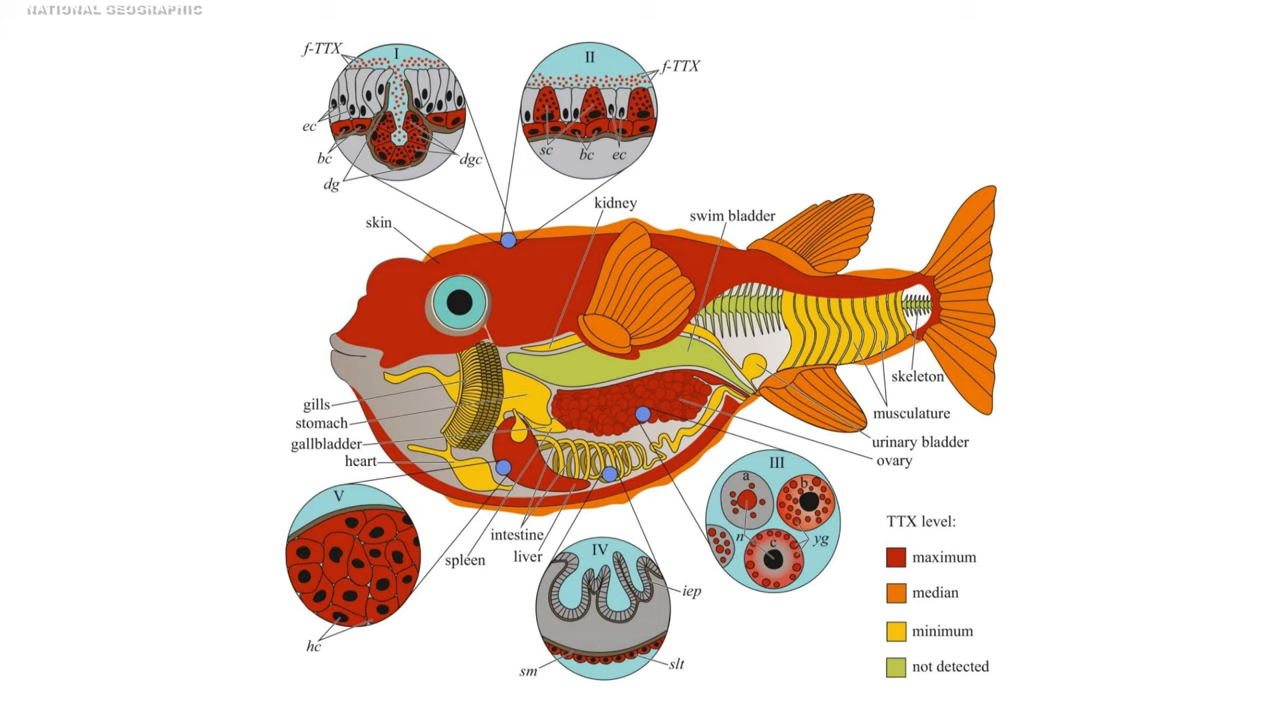 NATIONAL GEOGRAPHIC
I
f-TTX
ec
bc
dg
dgc
II
f-TTX
sc
bc
ec
kidney
swim bladder
skin
skeleton
musculature
urinary bladder
ovary
gills
stomach
gallbladder
heart
intestine
liver
spleen
V
hc
IV
iep
sm
slt
III
a
b
n
c
yg
TTX level:
maximum
median
minimum
not detected